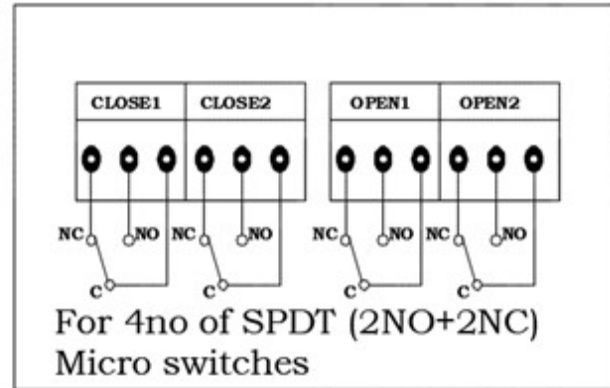 CLOSE1 CLOSE2 OPEN1 OPEN2
NC NO NC NO NC NO NC NO
C C C C
For 4no of SPDT (2NO+2NC)
Micro switches